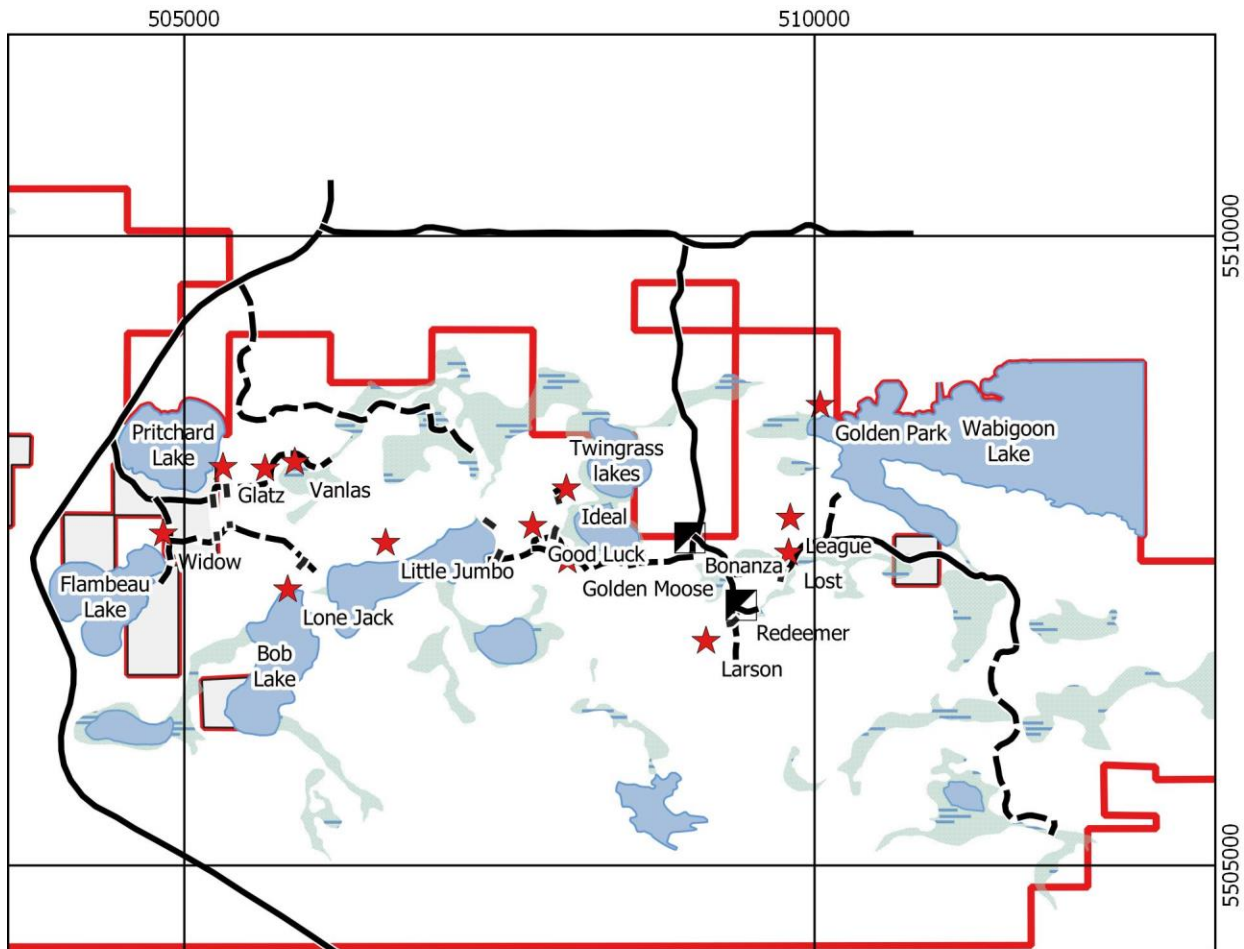 505000
510000
5510000
Pritchard
Lake
Golden Park
Wabigoon
Lake
Twingrass
lakes
Glatz
Vanlas
Ideal
Widow
Good Luck
League
Flambeau
Lake
Little Jumbo
Golden Moose
Bonanza
Lost
Lone Jack
Redeemer
Bob
Lake
Larson
5505000